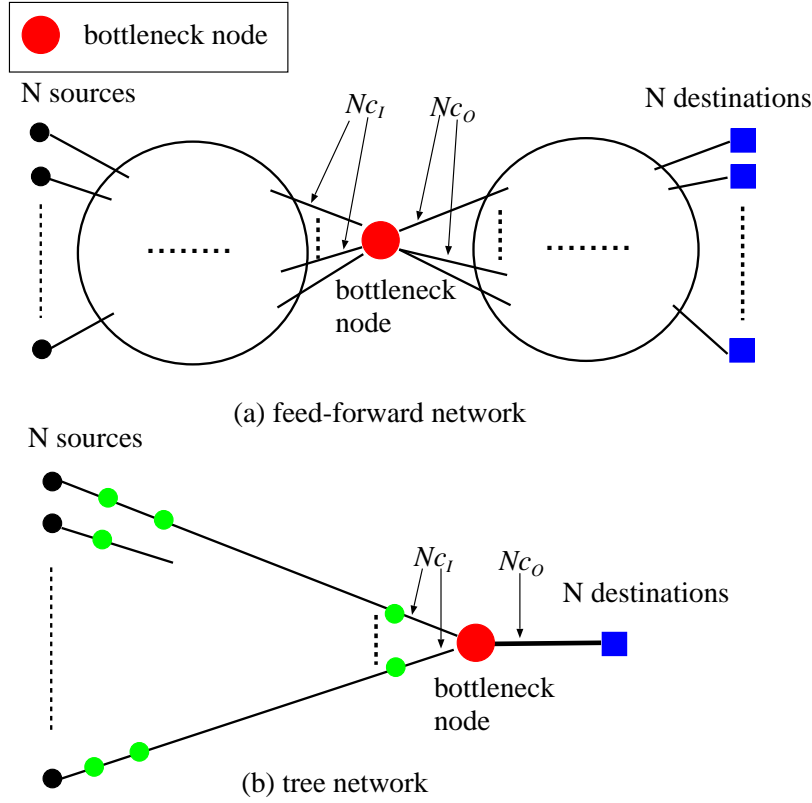 bottleneck node
N sources
Nc_I
Nc_O
N destinations
bottleneck
node
(a) feed-forward network
N sources
Nc_I
Nc_O
N destinations
bottleneck
node
(b) tree network